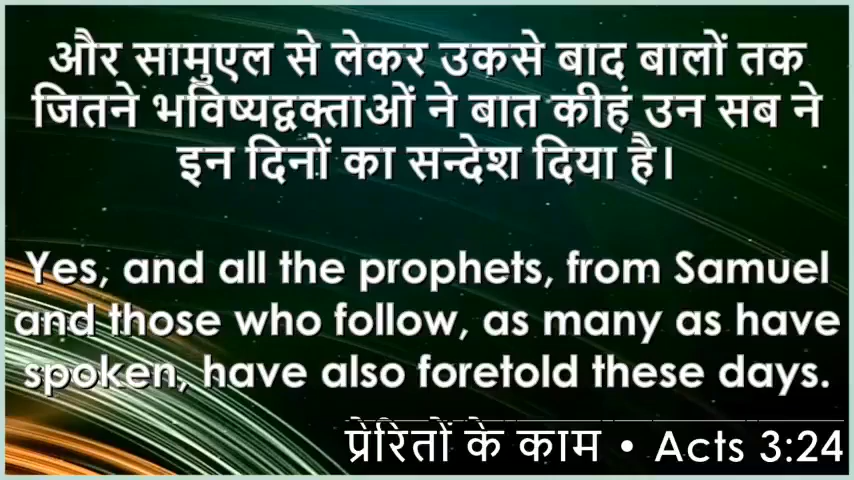 और सामुएल से लेकर उकसे बाद बालों तक
जितने भविष्यद्वक्ताओं ने बात कीहं उन सब ने
इन दिनों का सन्देश दिया है।
Yes, and all the prophets, from Samuel
and those who follow, as many as have
spoken, have also foretold these days.
प्रेरितों के काम • Acts 3:24